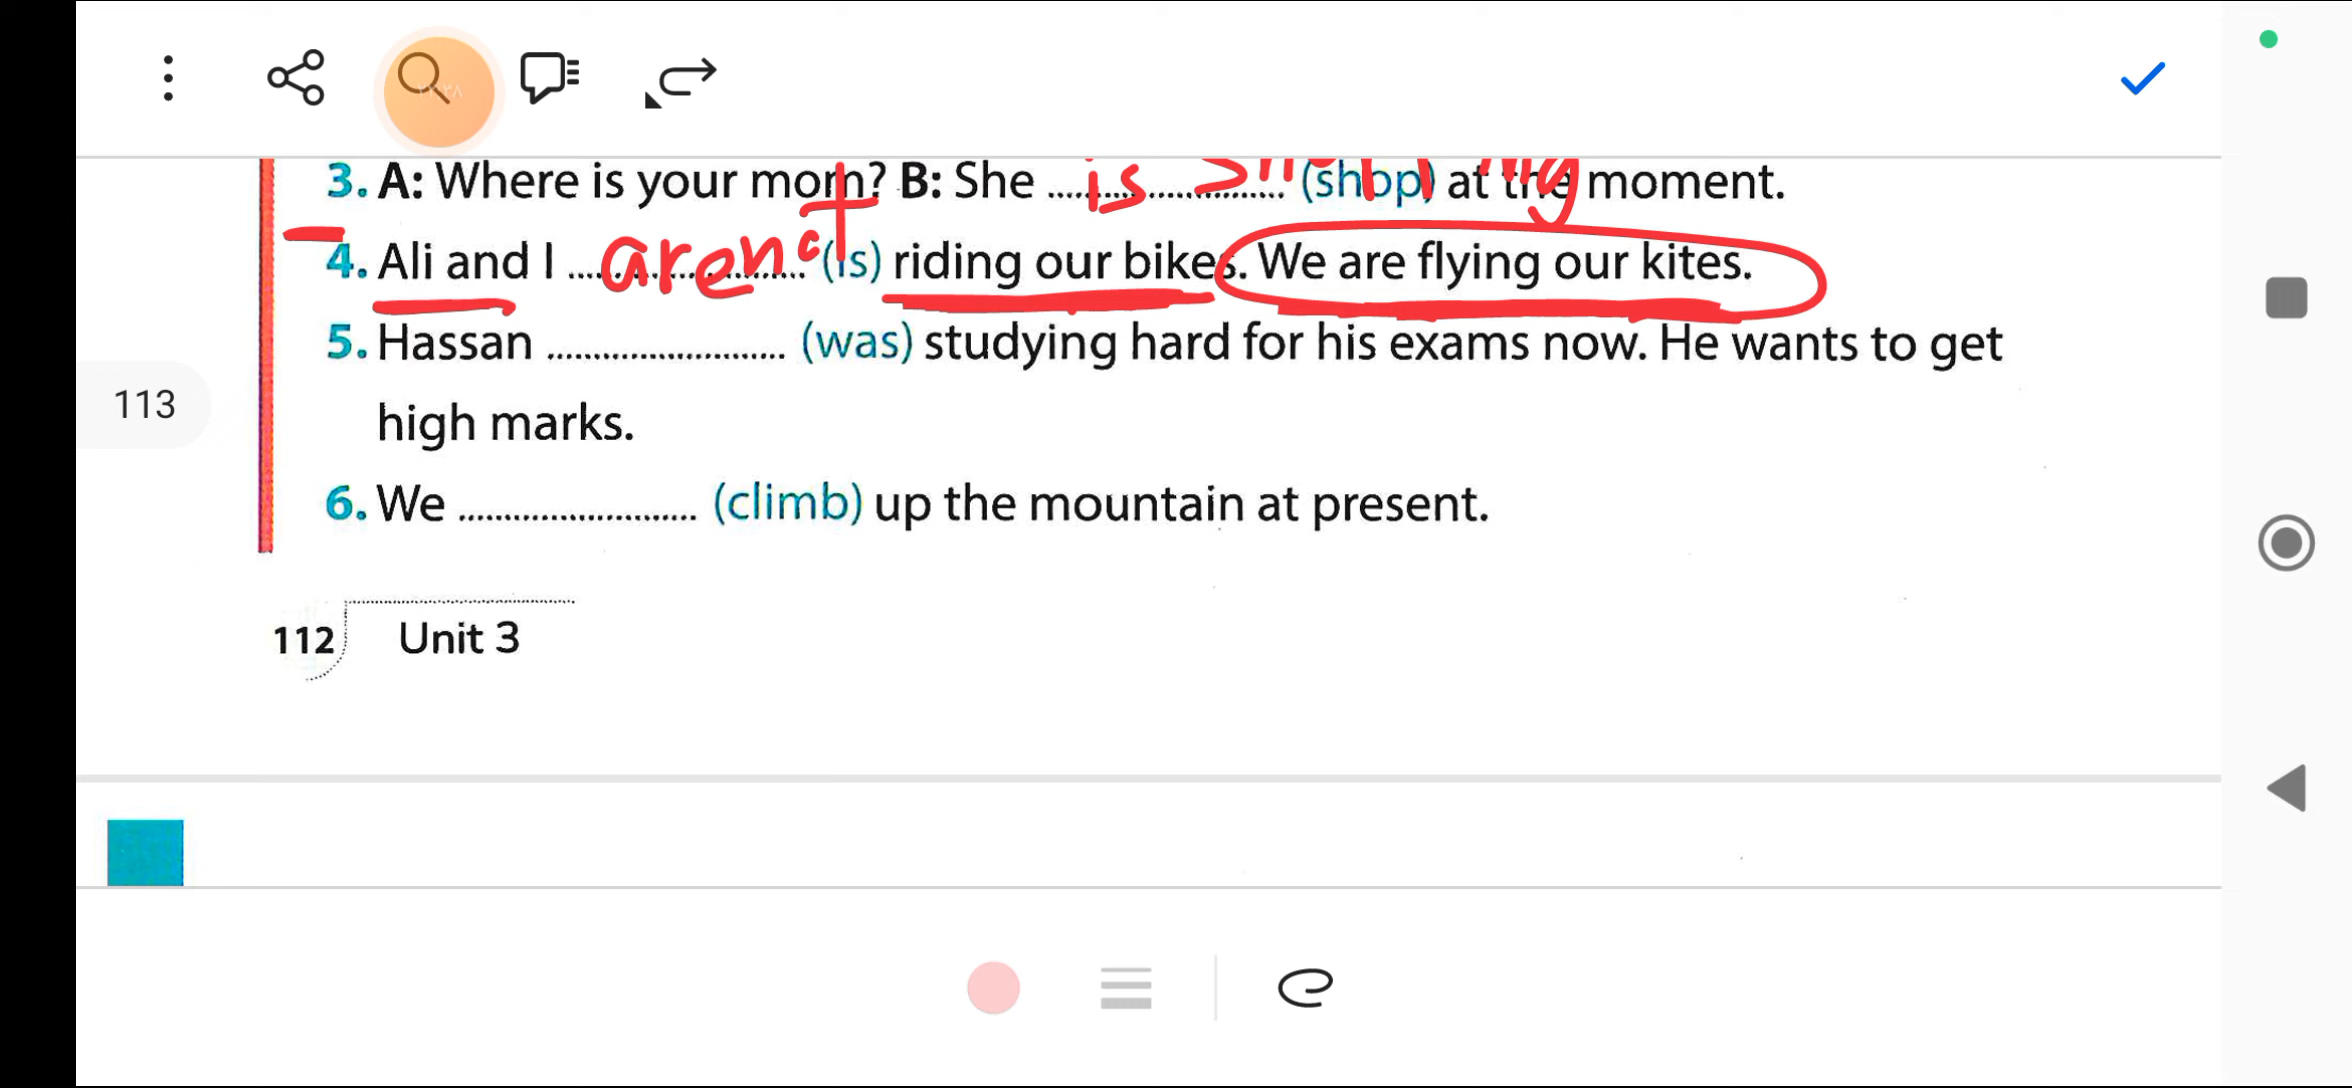 3. A: Where is your mom? B: She ........................ (shop) at the moment.
is shopping
4. Ali and I ........................ (is) riding our bikes. We are flying our kites.
aren't
5. Hassan ........................ (was) studying hard for his exams now. He wants to get
high marks.
113
6. We ........................ (climb) up the mountain at present.
112 Unit 3